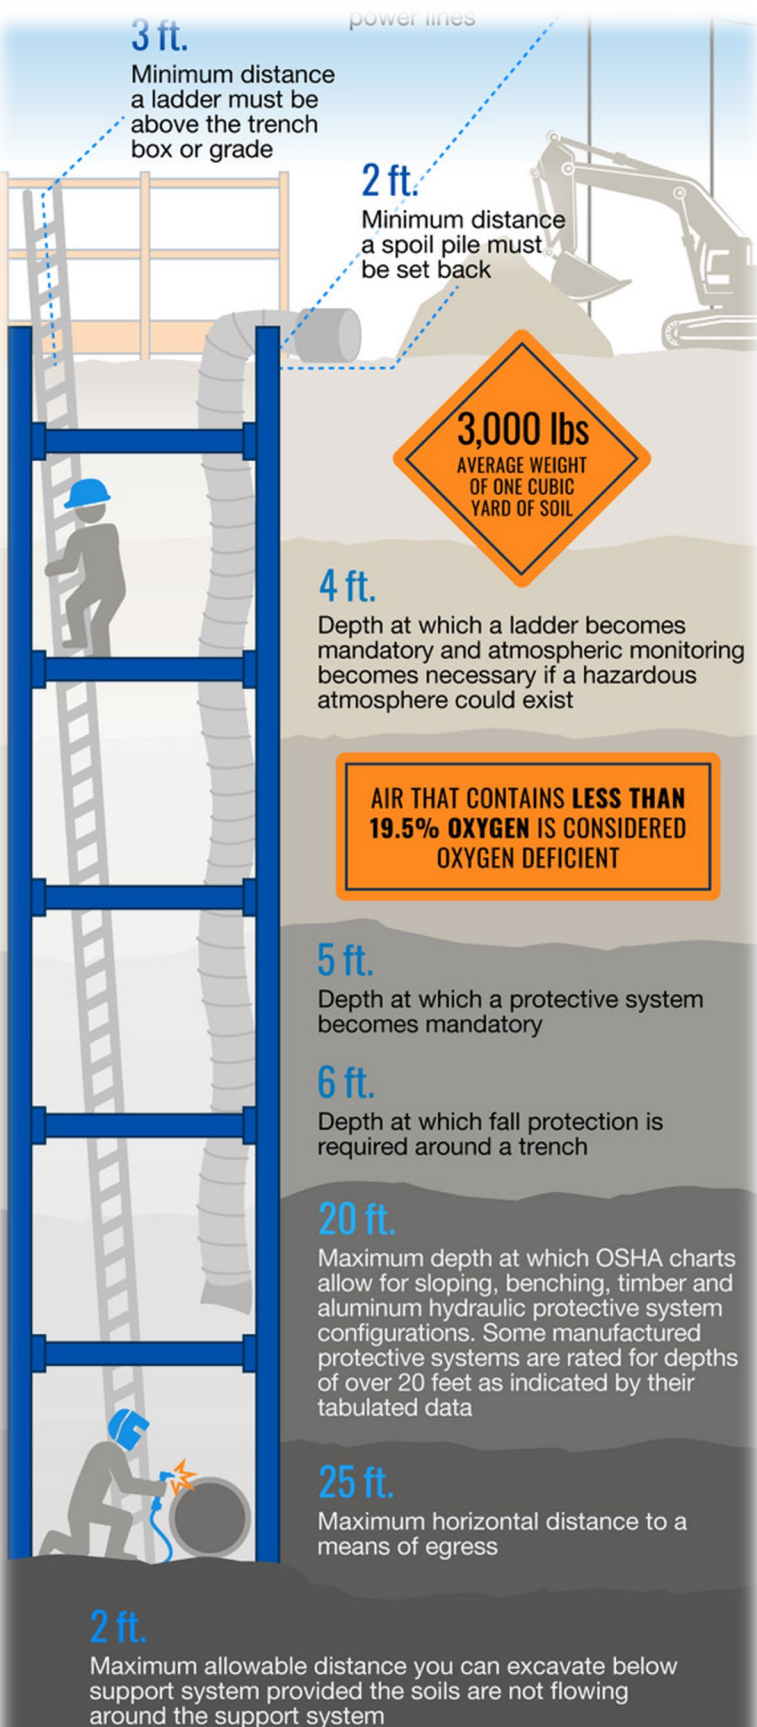 power lines
3 ft.
Minimum distance
a ladder must be
above the trench
box or grade
2 ft.
Minimum distance
a spoil pile must
be set back
3,000 lbs
AVERAGE WEIGHT
OF ONE CUBIC
YARD OF SOIL
4 ft.
Depth at which a ladder becomes
mandatory and atmospheric monitoring
becomes necessary if a hazardous
atmosphere could exist
AIR THAT CONTAINS LESS THAN
19.5% OXYGEN IS CONSIDERED
OXYGEN DEFICIENT
5 ft.
Depth at which a protective system
becomes mandatory
6 ft.
Depth at which fall protection is
required around a trench
20 ft.
Maximum depth at which OSHA charts
allow for sloping, benching, timber and
aluminum hydraulic protective system
configurations. Some manufactured
protective systems are rated for depths
of over 20 feet as indicated by their
tabulated data
25 ft.
Maximum horizontal distance to a
means of egress
2 ft.
Maximum allowable distance you can excavate below
support system provided the soils are not flowing
around the support system